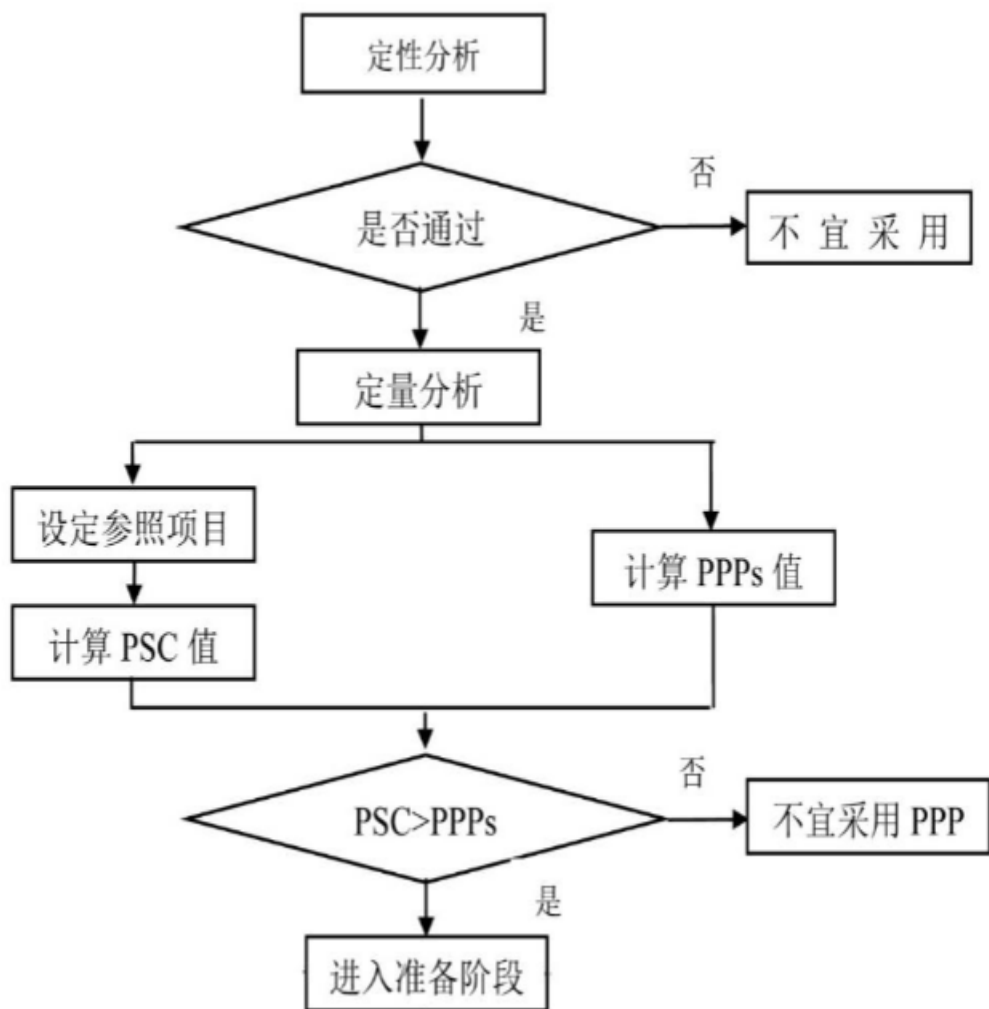 定性分析
是否通过
否
不宜采用
是
定量分析
设定参照项目
计算 PPPs 值
计算 PSC 值
PSC>PPPs
否
不宜采用 PPP
是
进入准备阶段